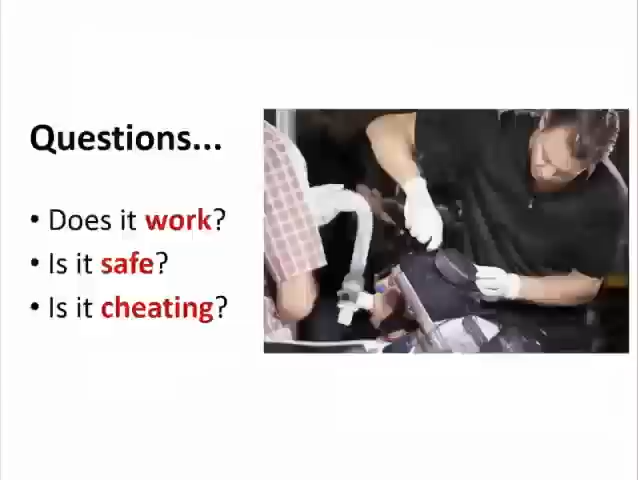 Questions...
• Does it work?
• Is it safe?
• Is it cheating?